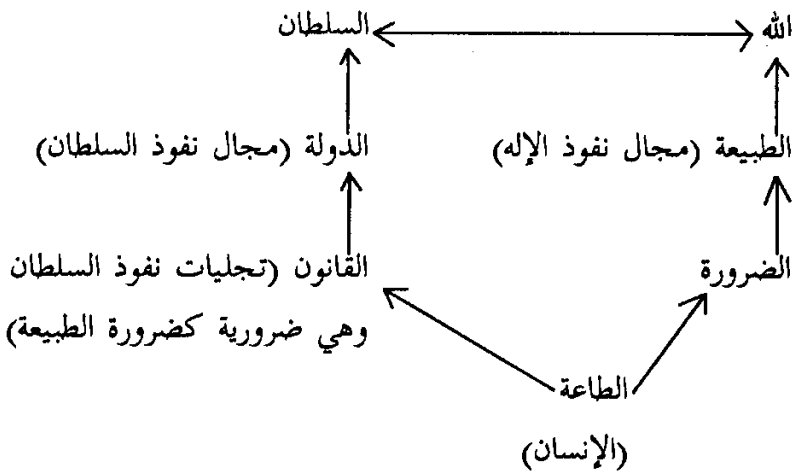 الله السلطان
الطبيعة (مجال نفوذ الإله) الدولة (مجال نفوذ السلطان)
الضرورة القانون (تجليات نفوذ السلطان
وهي ضرورية كضرورة الطبيعة)
الطاعة
(الإنسان)